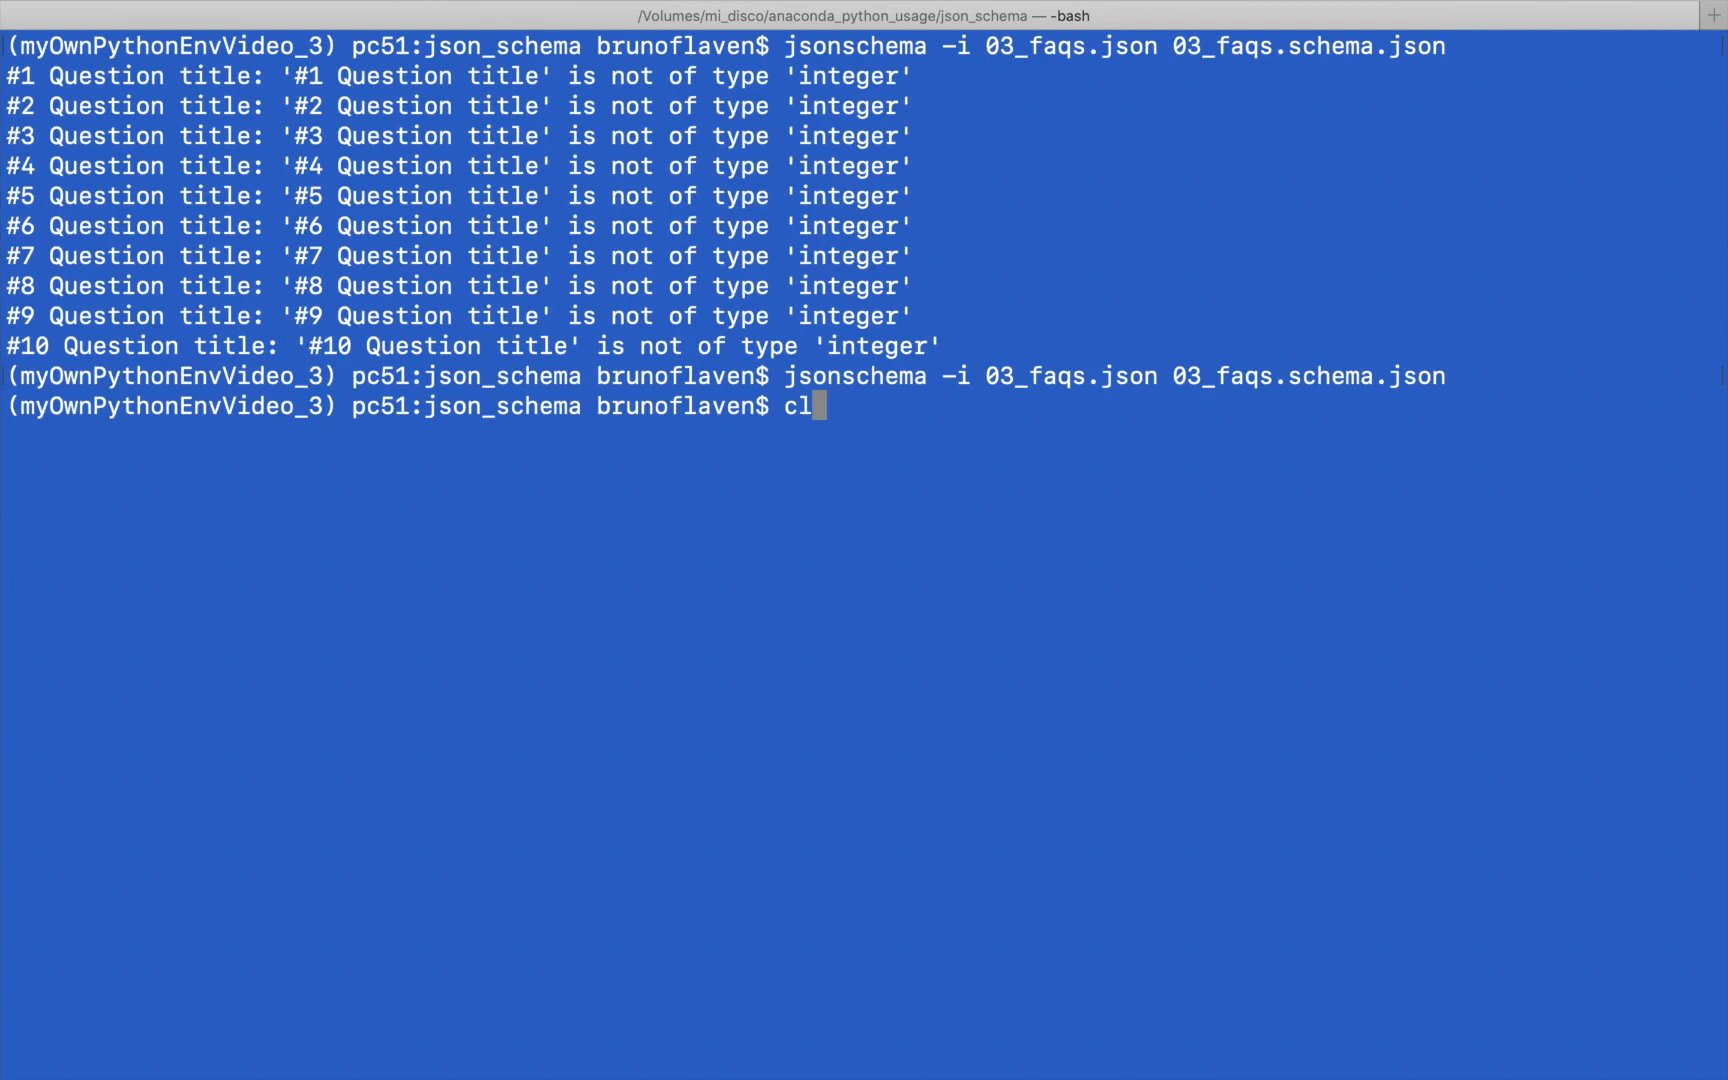 /Volumes/mi_disco/anaconda_python_usage/json_schema — -bash
(myOwnPythonEnvVideo_3) pc51:json_schema brunoflaven$ jsonschema -i 03_faqs.json 03_faqs.schema.json
#1 Question title: '#1 Question title' is not of type 'integer'
#2 Question title: '#2 Question title' is not of type 'integer'
#3 Question title: '#3 Question title' is not of type 'integer'
#4 Question title: '#4 Question title' is not of type 'integer'
#5 Question title: '#5 Question title' is not of type 'integer'
#6 Question title: '#6 Question title' is not of type 'integer'
#7 Question title: '#7 Question title' is not of type 'integer'
#8 Question title: '#8 Question title' is not of type 'integer'
#9 Question title: '#9 Question title' is not of type 'integer'
#10 Question title: '#10 Question title' is not of type 'integer'
(myOwnPythonEnvVideo_3) pc51:json_schema brunoflaven$ jsonschema -i 03_faqs.json 03_faqs.schema.json
(myOwnPythonEnvVideo_3) pc51:json_schema brunoflaven$ cl